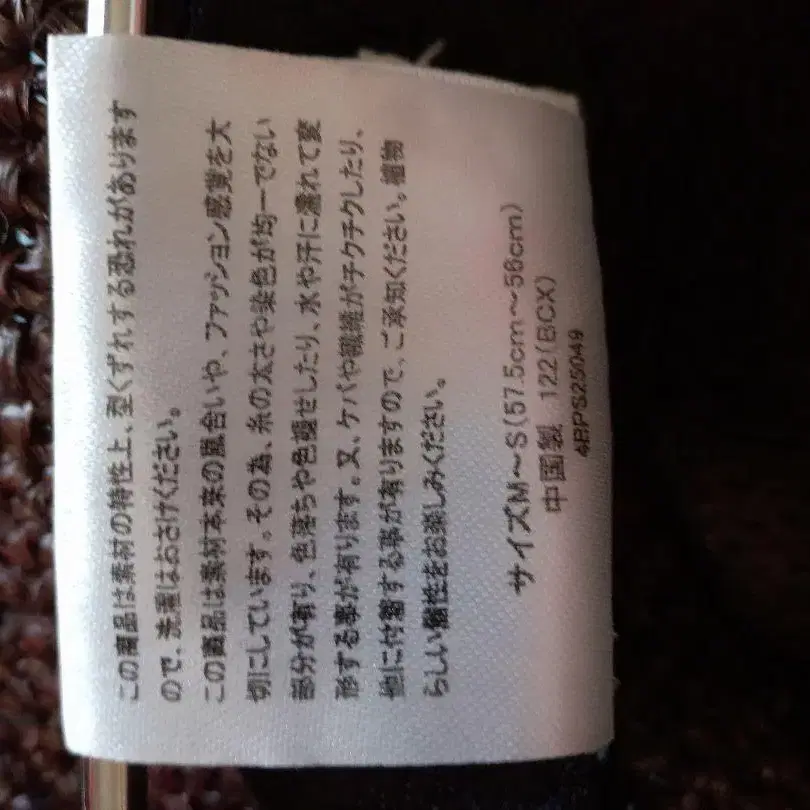 この商品は素材の特性上、型くずれする恐れがあります
ので、洗濯はおさけください。
この商品は素材本来の風合いや、ファッション感覚を大
切にしています。その為、糸の太さや染色が均一でない
部分が有り、色落ちや色褪せしたり、水や汗に濡れて変
形する事が有ります。又、ケバや繊維がチクチクしたり、
他に付着する事が有りますので、ご承知ください。植物
らしい個性をお楽しみください。
サイズM～S(57.5cm～56cm)
中国製 122(BCX)
4BPS25049